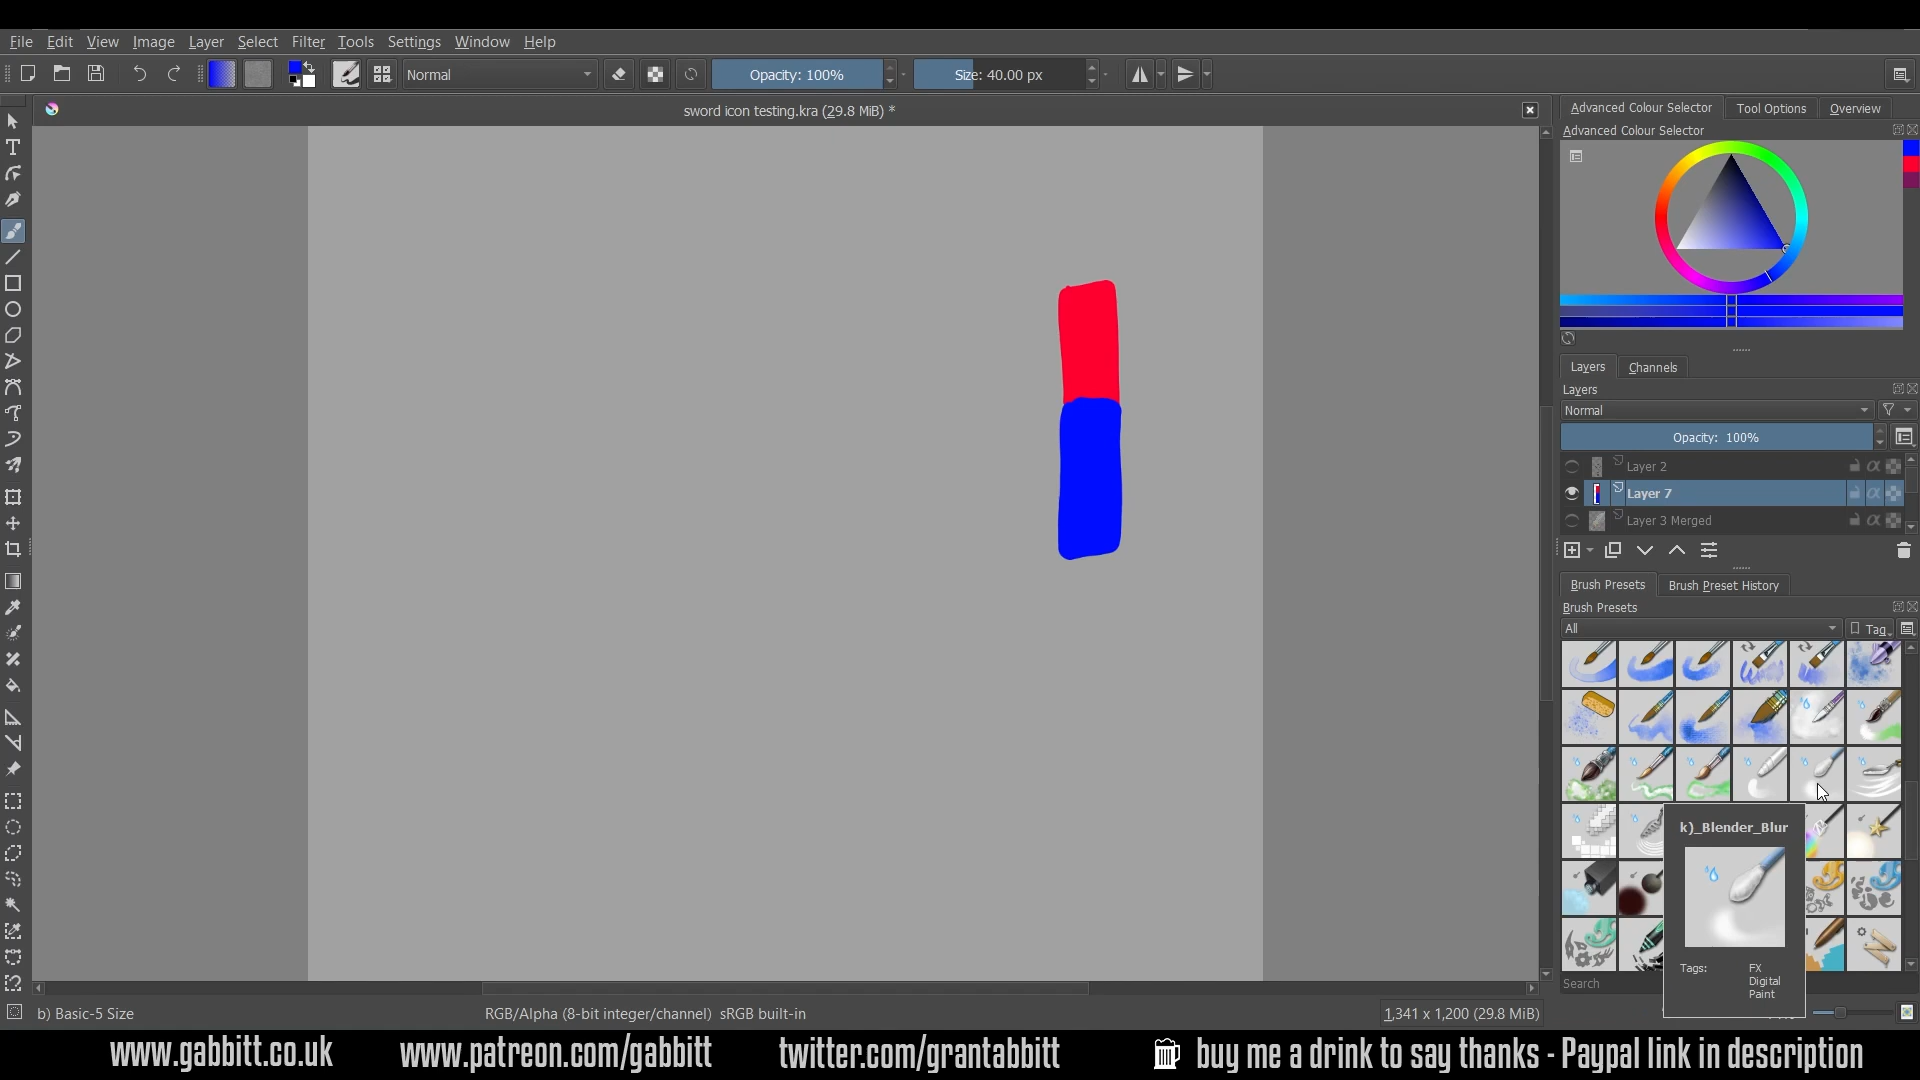 File Edit View Image Layer Select Filter Tools Settings Window Help
Normal Opacity: 100% Size: 40.00 px
sword icon testing.kra (29.8 MiB) *
Advanced Colour Selector Tool Options Overview
Advanced Colour Selector
Layers Channels
Layers
Normal
Opacity: 100%
Layer 2
Layer 7
Layer 3 Merged
Brush Presets Brush Preset History
Brush Presets
All Tag
k)_Blender_Blur
Tags: FX
Digital
Paint
Search
b) Basic-5 Size RGB/Alpha (8-bit integer/channel) sRGB built-in 1,341 x 1,200 (29.8 MiB)
www.gabbitt.co.uk www.patreon.com/gabbitt twitter.com/grantabbitt buy me a drink to say thanks - Paypal link in description